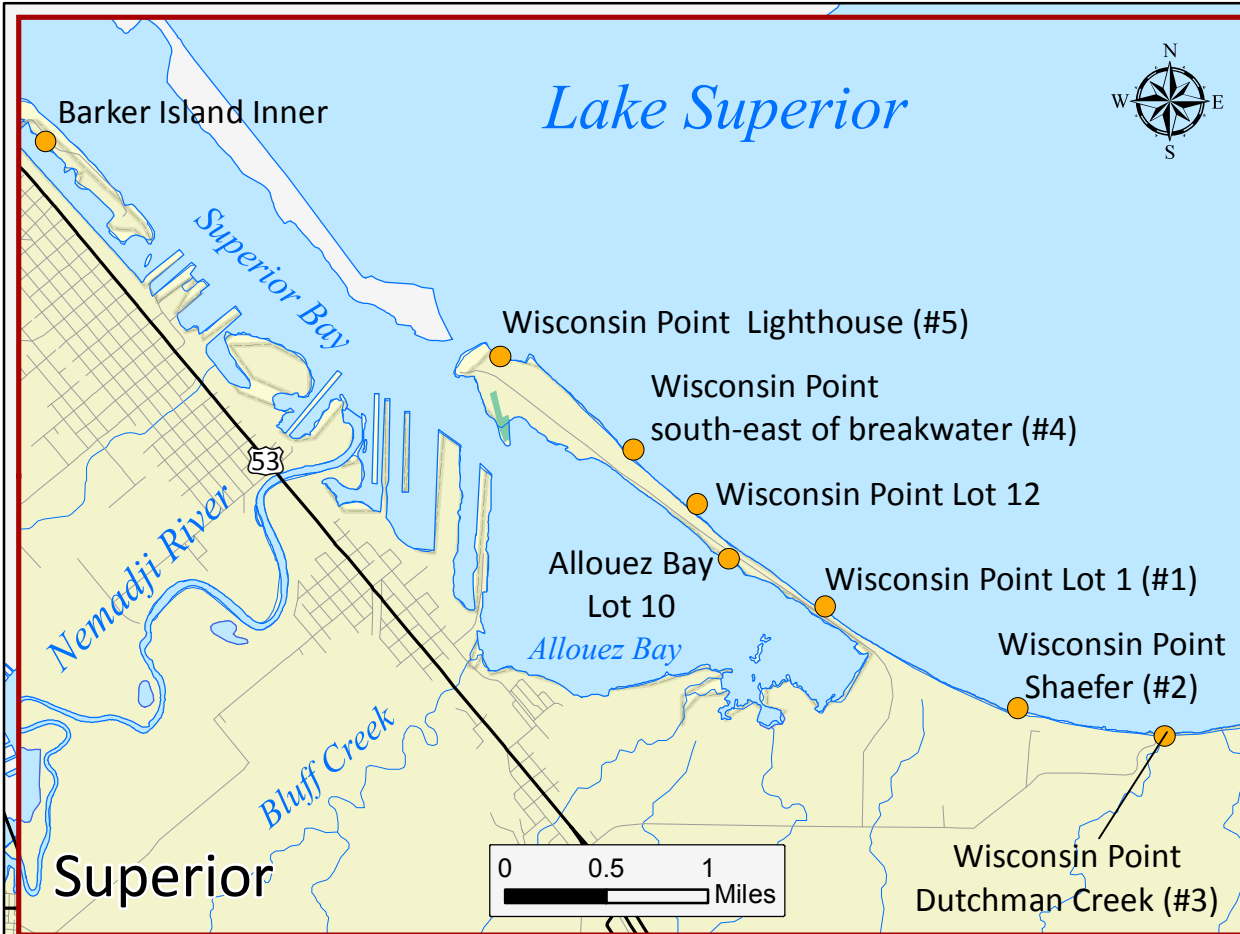 Barker Island Inner
Lake Superior
N
W E
S
Superior Bay
Wisconsin Point Lighthouse (#5)
Wisconsin Point
south-east of breakwater (#4)
53
Wisconsin Point Lot 12
Nemadji River
Allouez Bay
Lot 10
Wisconsin Point Lot 1 (#1)
Allouez Bay
Wisconsin Point
Shaefer (#2)
Bluff Creek
Superior
0 0.5 1
Miles
Wisconsin Point
Dutchman Creek (#3)